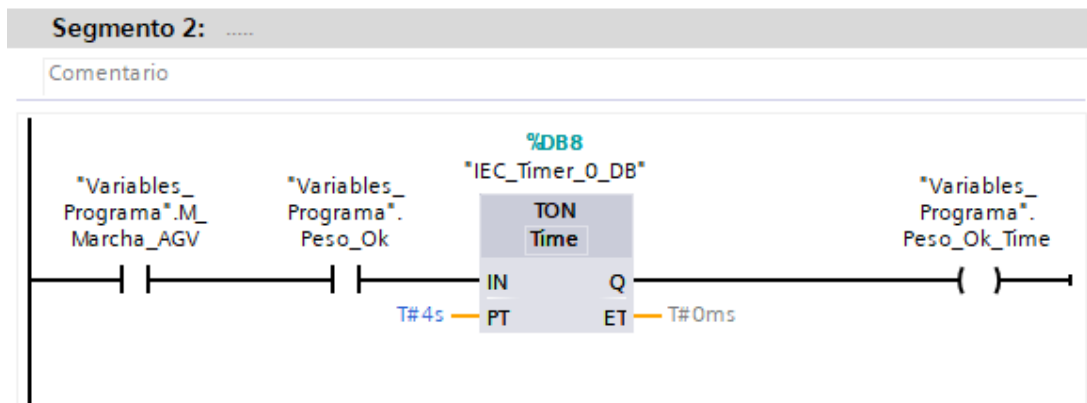 Segmento 2: .....
Comentario
%DB8
"IEC_Timer_0_DB"
"Variables_
Programa".M_
Marcha_AGV
"Variables_
Programa".
Peso_Ok
TON
Time
"Variables_
Programa".
Peso_Ok_Time
IN Q
T#4s PT ET T#0ms